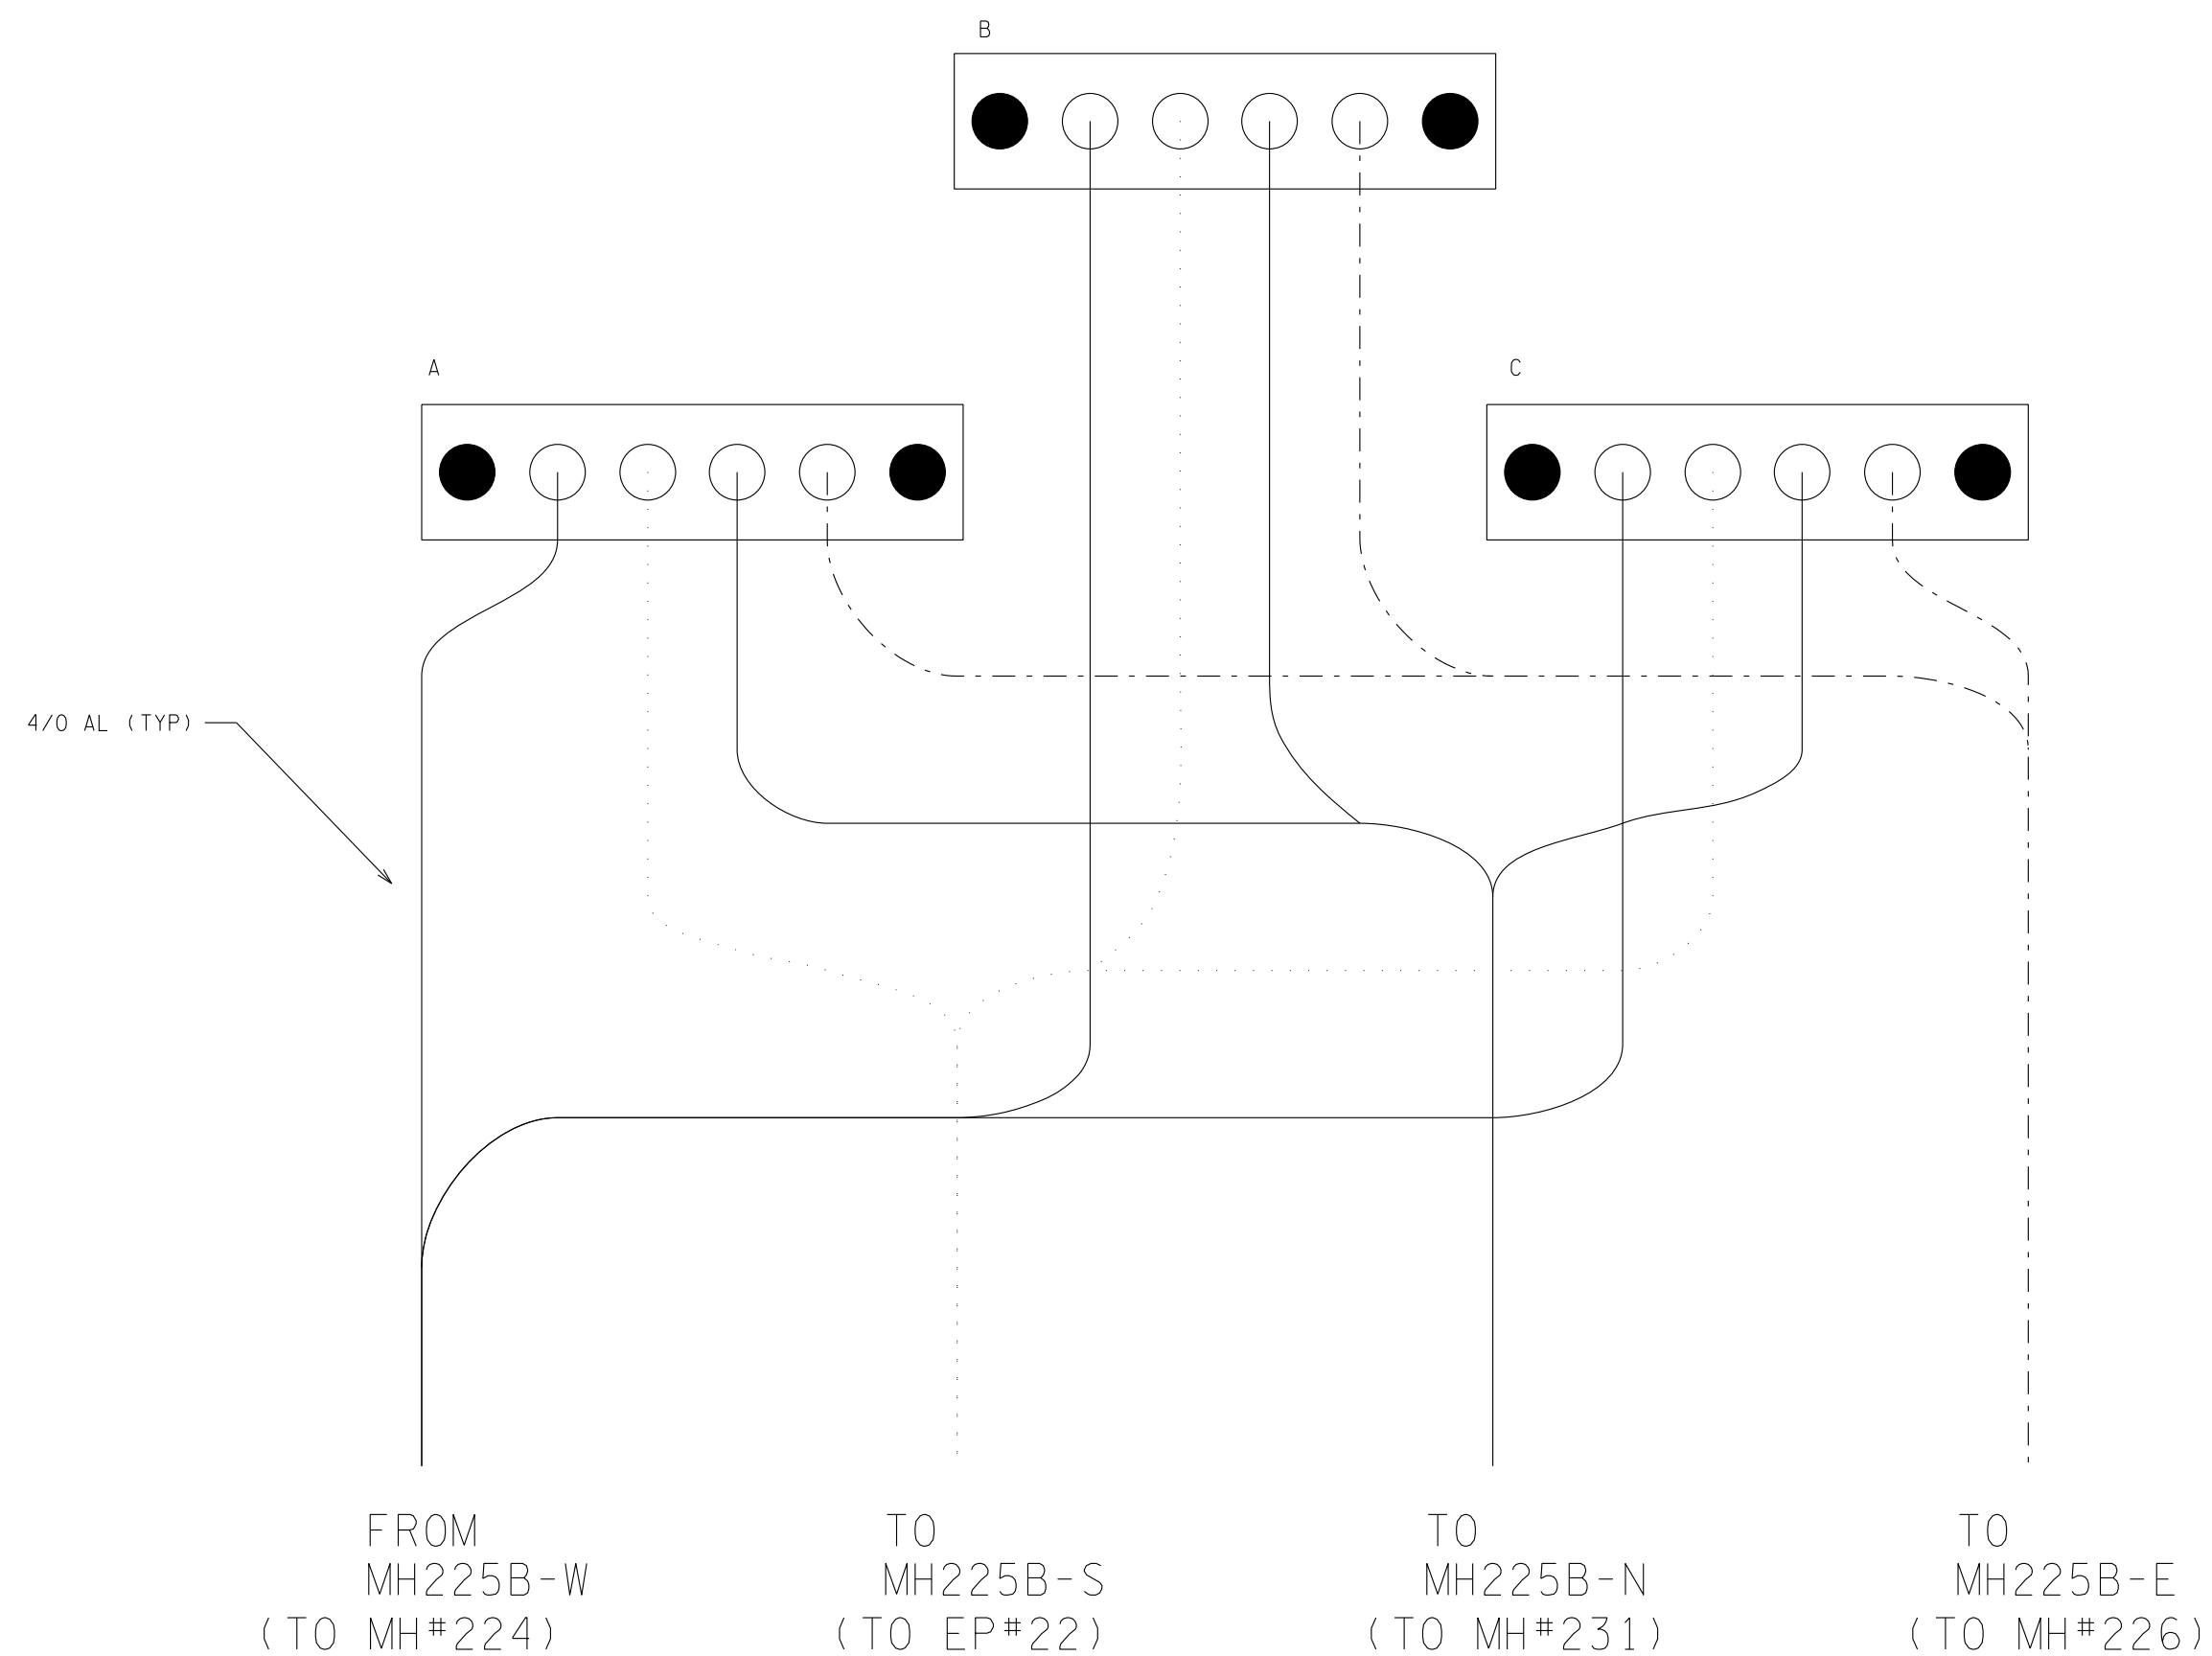 B
A
C
4/0 AL (TYP)
FROM
MH225B-W
(TO MH#224)
TO
MH225B-S
(TO EP#22)
TO
MH225B-N
(TO MH#231)
TO
MH225B-E
(TO MH#226)